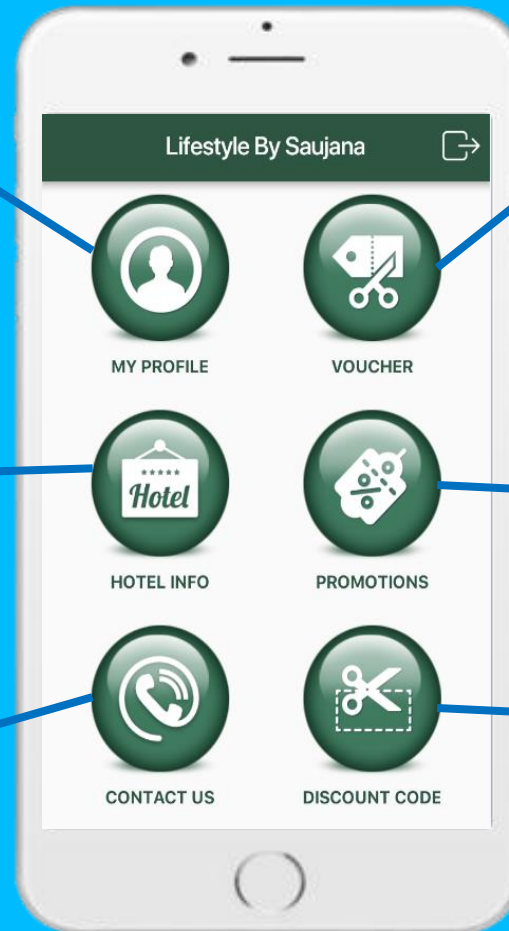 Lifestyle By Saujana
MY PROFILE
VOUCHER
Hotel
HOTEL INFO
PROMOTIONS
CONTACT US
DISCOUNT CODE